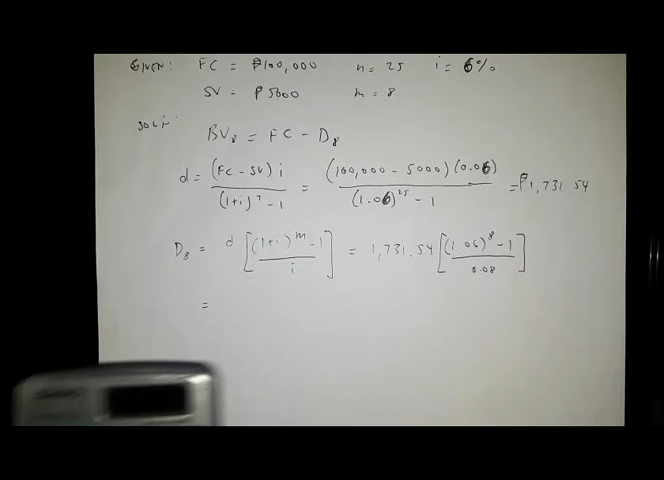 GIVEN: FC = ₱100,000 n = 25 i = 6%
SV = ₱5000 m = 8
SOL'N:
BV₈ = FC - D₈
d = (FC - SV) i / (1+i)ⁿ - 1 = (100,000 - 5000)(0.06) / (1.06)²⁵ - 1 = ₱1,731.54
D₈ = d [(1+i)ᵐ - 1 / i] = 1,731.54 [(1.06)⁸ - 1 / 0.08]
=